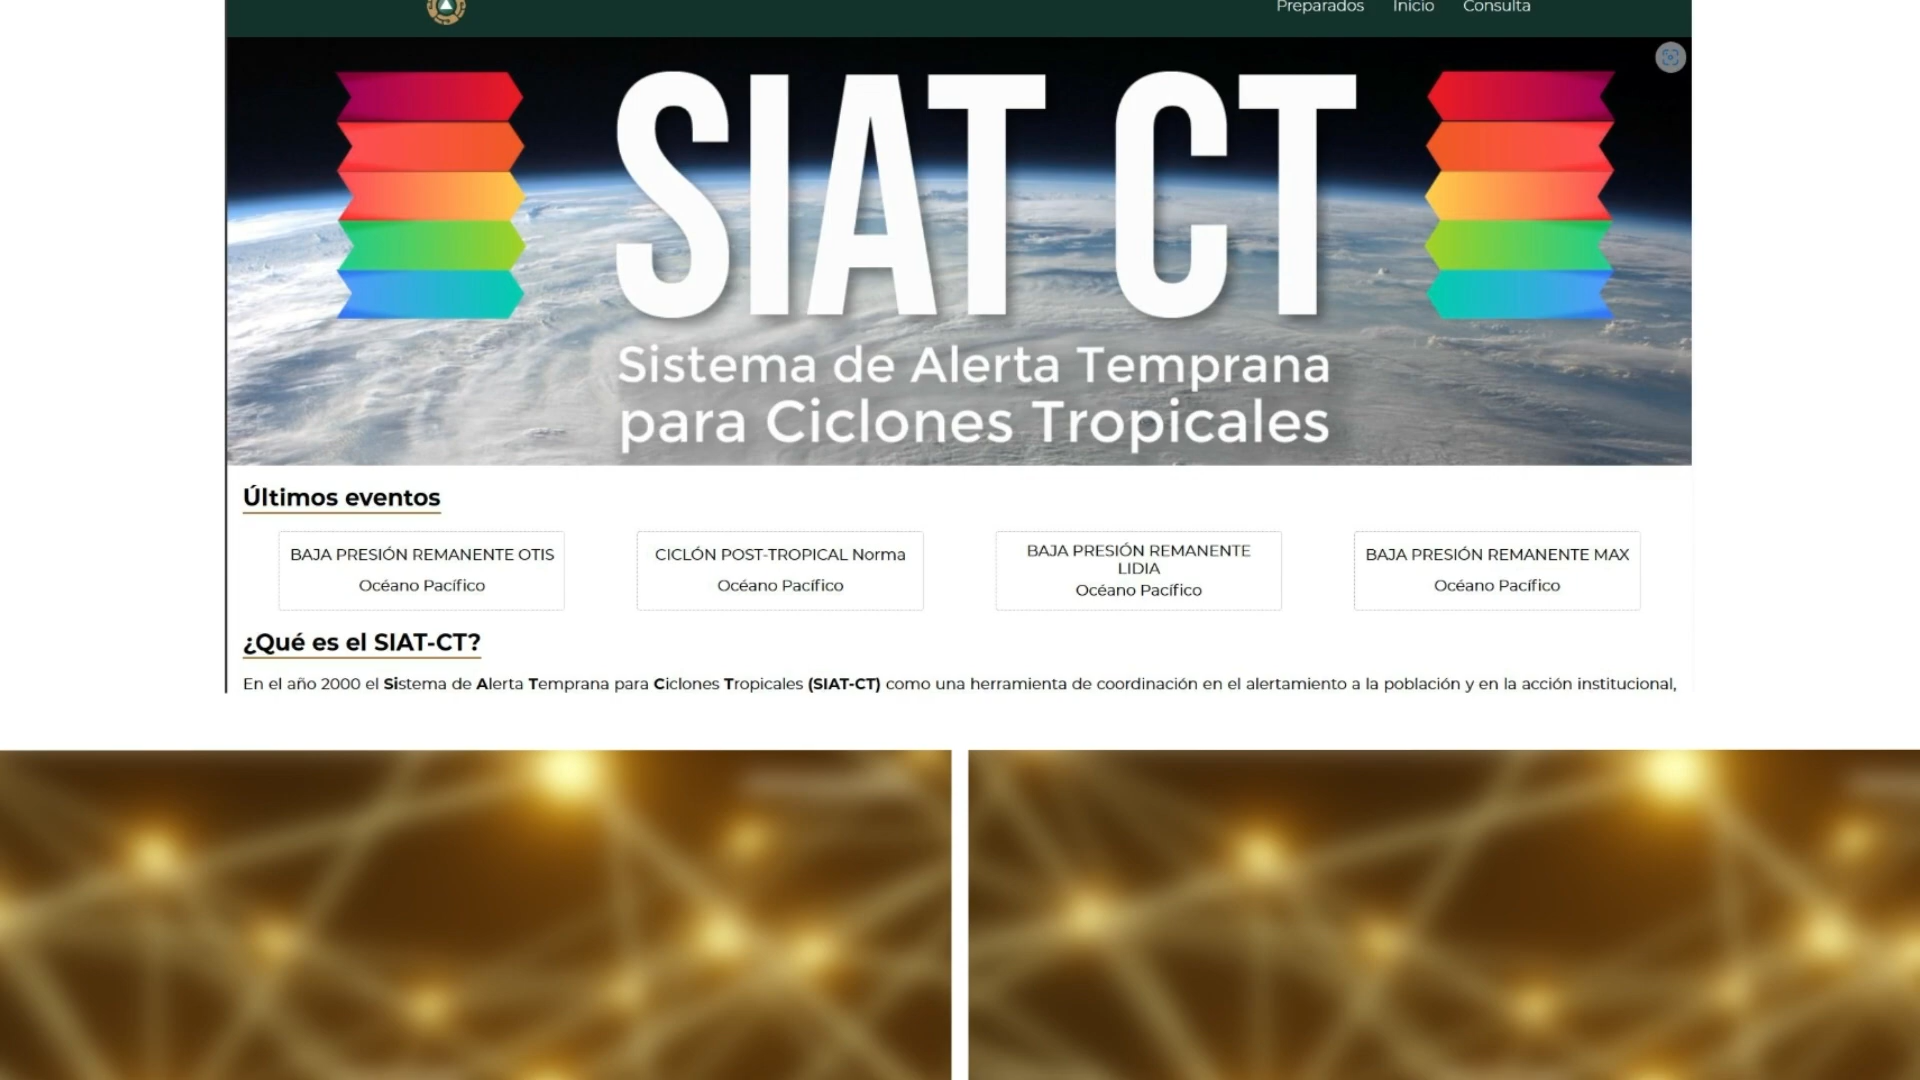 Preparados Inicio Consulta
SIAT CT
Sistema de Alerta Temprana
para Ciclones Tropicales
Últimos eventos
BAJA PRESIÓN REMANENTE OTIS
Océano Pacífico
CICLÓN POST-TROPICAL Norma
Océano Pacífico
BAJA PRESIÓN REMANENTE
LIDIA
Océano Pacífico
BAJA PRESIÓN REMANENTE MAX
Océano Pacífico
¿Qué es el SIAT-CT?
En el año 2000 el Sistema de Alerta Temprana para Ciclones Tropicales (SIAT-CT) como una herramienta de coordinación en el alertamiento a la población y en la acción institucional,